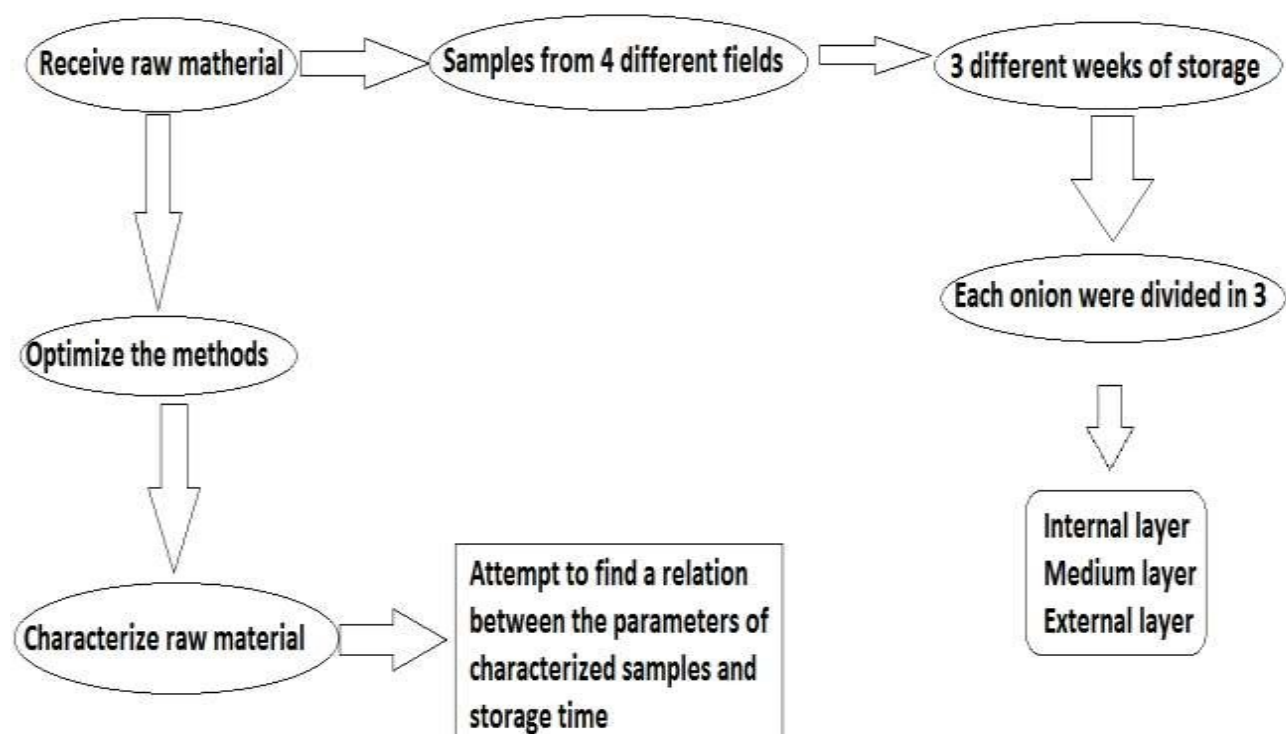 Receive raw matherial
Samples from 4 different fields
3 different weeks of storage
Each onion were divided in 3
Optimize the methods
Internal layer
Medium layer
External layer
Characterize raw material
Attempt to find a relation
between the parameters of
characterized samples and
storage time